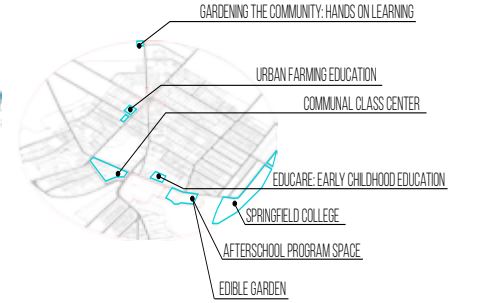 GARDENING THE COMMUNITY: HANDS ON LEARNING
URBAN FARMING EDUCATION
COMMUNAL CLASS CENTER
EDUCARE: EARLY CHILDHOOD EDUCATION
SPRINGFIELD COLLEGE
AFTERSCHOOL PROGRAM SPACE
EDIBLE GARDEN